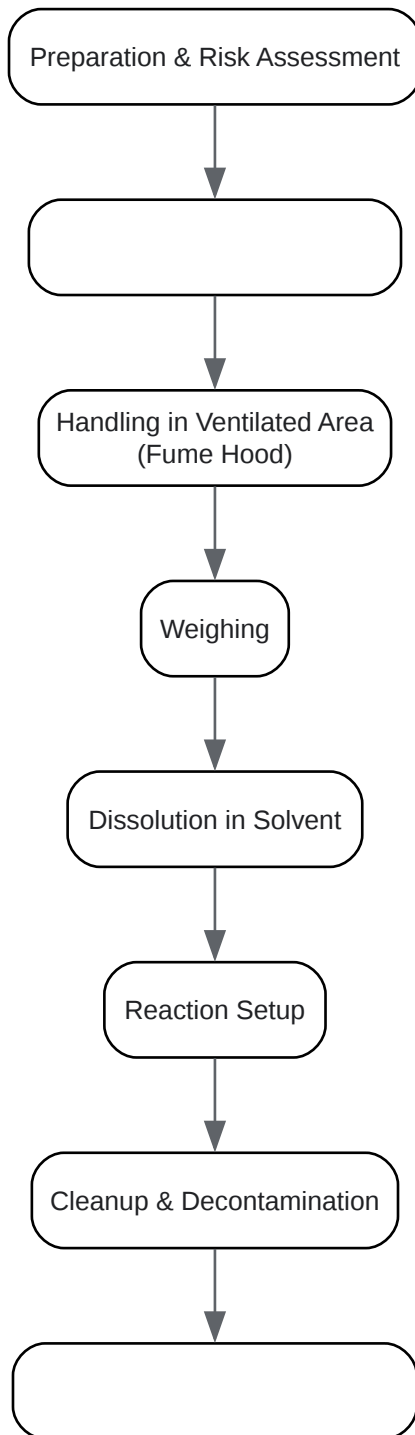 Preparation & Risk Assessment
Handling in Ventilated Area
(Fume Hood)
Weighing
Dissolution in Solvent
Reaction Setup
Cleanup & Decontamination